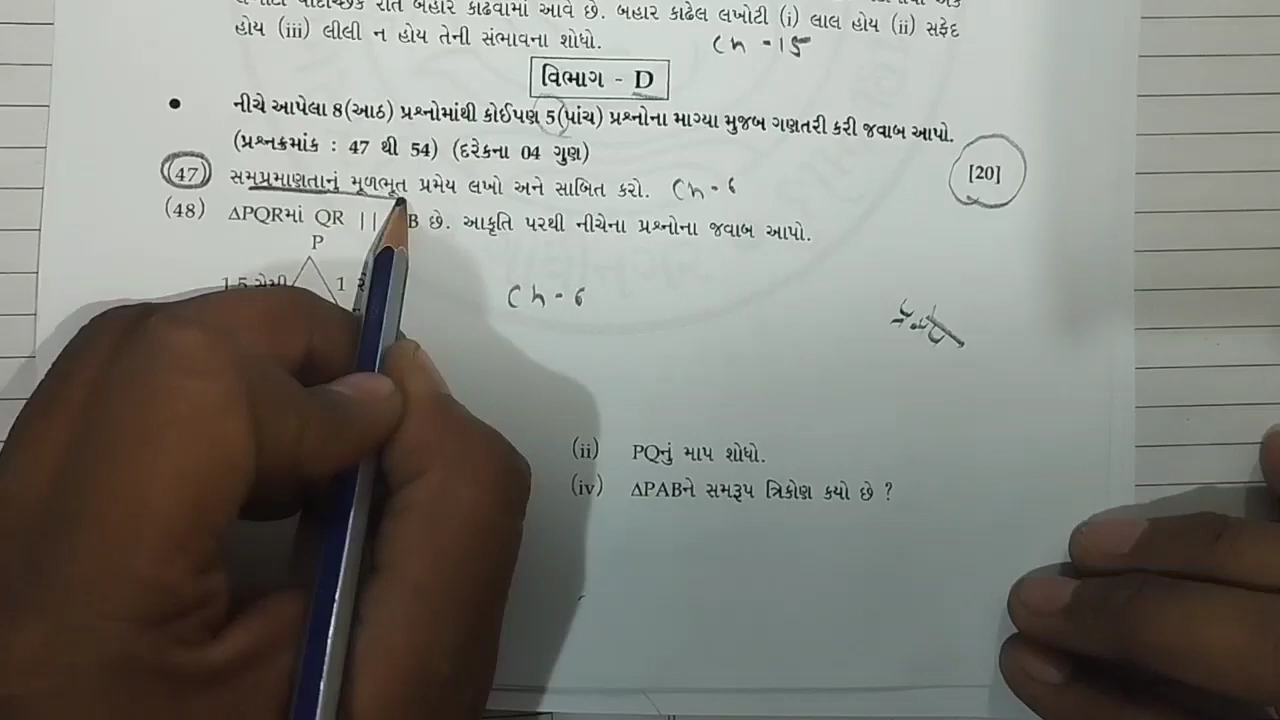 રીતે બહાર કાઢવામાં આવે છે. બહાર કાઢેલ લખોટી (i) લાલ હોય (ii) સફેદ
હોય (iii) લીલી ન હોય તેની સંભાવના શોધો. Ch - 15
વિભાગ - D
• નીચે આપેલા 8(આઠ) પ્રશ્નોમાંથી કોઈપણ 5(પાંચ) પ્રશ્નોના માગ્યા મુજબ ગણતરી કરી જવાબ આપો.
(પ્રશ્નક્રમાંક : 47 થી 54) (દરેકના 04 ગુણ) [20]
(47) સમપ્રમાણતાનું મૂળભૂત પ્રમેય લખો અને સાબિત કરો. Ch - 6
(48) ΔPQRમાં QR || B છે. આકૃતિ પરથી નીચેના પ્રશ્નોના જવાબ આપો.
P
1.5 સેમી 1
Ch - 6
(ii) PQનું માપ શોધો.
(iv) ΔPABને સમરૂપ ત્રિકોણ કયો છે ?